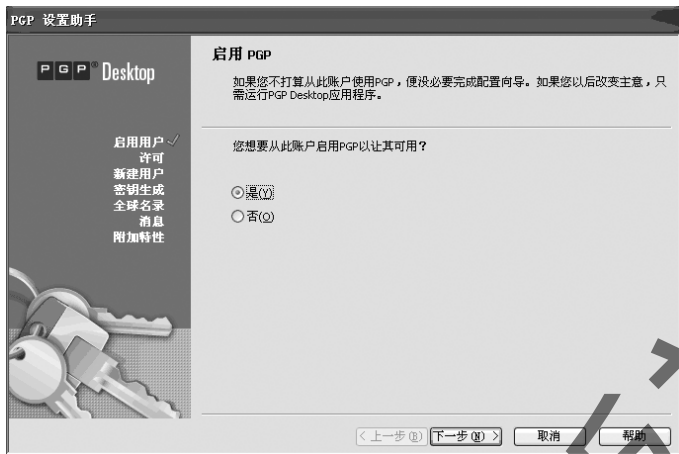 PGP 设置助手
PGP® Desktop
启用用户
许可
新建用户
密钥生成
全球名录
消息
附加特性
启用 PGP
如果您不打算从此账户使用PGP，便没必要完成配置向导。如果您以后改变主意，只
需运行PGP Desktop应用程序。
您想要从此账户启用PGP以让其可用？
是(Y)
否(O)
< 上一步(B)
下一步(N) >
取消
帮助